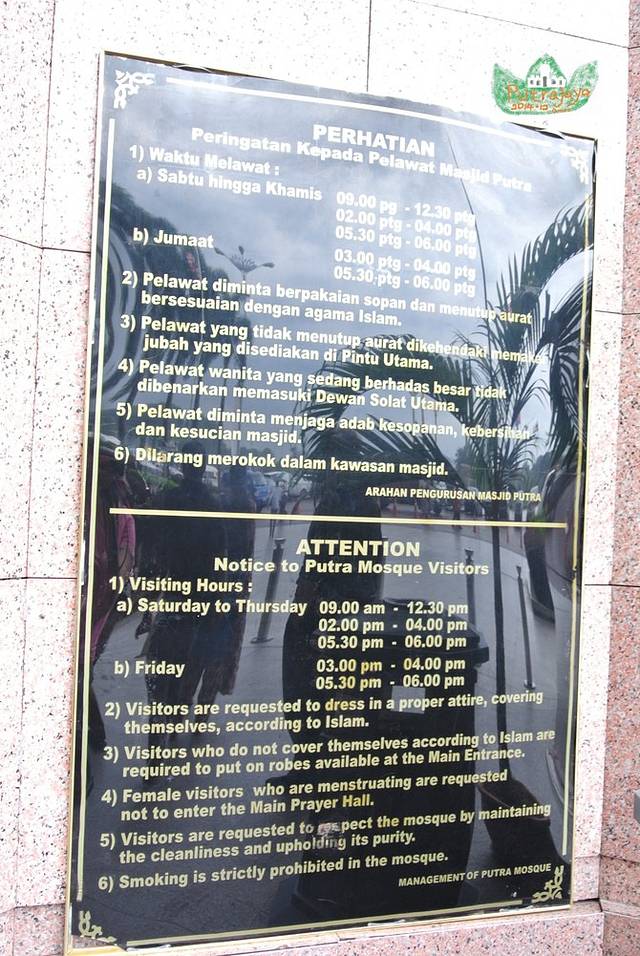 Putrajaya
PERHATIAN
Peringatan Kepada Pelawat Masjid Putra
1) Waktu Melawat :
a) Sabtu hingga Khamis 09.00 pg - 12.30 ptg
02.00 ptg - 04.00 ptg
05.30 ptg - 06.00 ptg
b) Jumaat
03.00 ptg - 04.00 ptg
05.30 ptg - 06.00 ptg
2) Pelawat diminta berpakaian sopan dan menutup aurat
bersesuaian dengan agama Islam.
3) Pelawat yang tidak menutup aurat dikehendaki memakai
jubah yang disediakan di Pintu Utama.
4) Pelawat wanita yang sedang berhadas besar tidak
dibenarkan memasuki Dewan Solat Utama.
5) Pelawat diminta menjaga adab kesopanan, kebersihan
dan kesucian masjid.
6) Dilarang merokok dalam kawasan masjid.
ARAHAN PENGURUSAN MASJID PUTRA
ATTENTION
Notice to Putra Mosque Visitors
1) Visiting Hours :
a) Saturday to Thursday 09.00 am - 12.30 pm
02.00 pm - 04.00 pm
05.30 pm - 06.00 pm
b) Friday 03.00 pm - 04.00 pm
05.30 pm - 06.00 pm
2) Visitors are requested to dress in a proper attire, covering
themselves, according to Islam.
3) Visitors who do not cover themselves according to Islam are
required to put on robes available at the Main Entrance.
4) Female visitors who are menstruating are requested
not to enter the Main Prayer Hall.
5) Visitors are requested to respect the mosque by maintaining
the cleanliness and upholding its purity.
6) Smoking is strictly prohibited in the mosque.
MANAGEMENT OF PUTRA MOSQUE